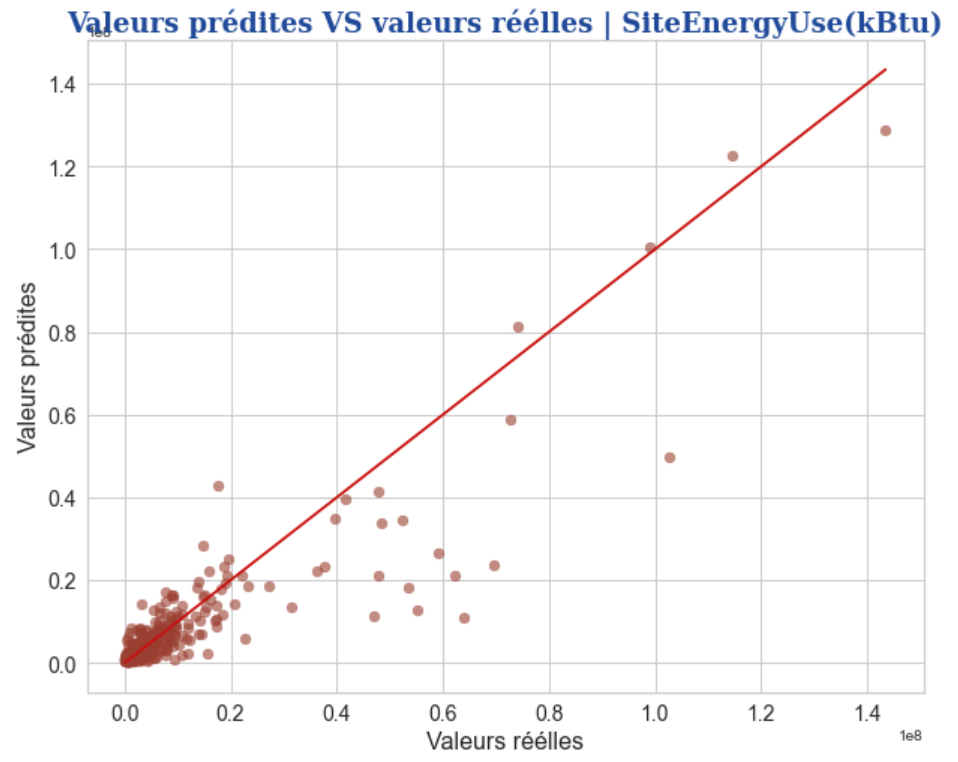 Valeurs prédites VS valeurs réélles | SiteEnergyUse(kBtu)
1e8
1.4
1.2
1.0
0.8
0.6
0.4
0.2
0.0
Valeurs prédites
0.0 0.2 0.4 0.6 0.8 1.0 1.2 1.4
1e8
Valeurs réélles